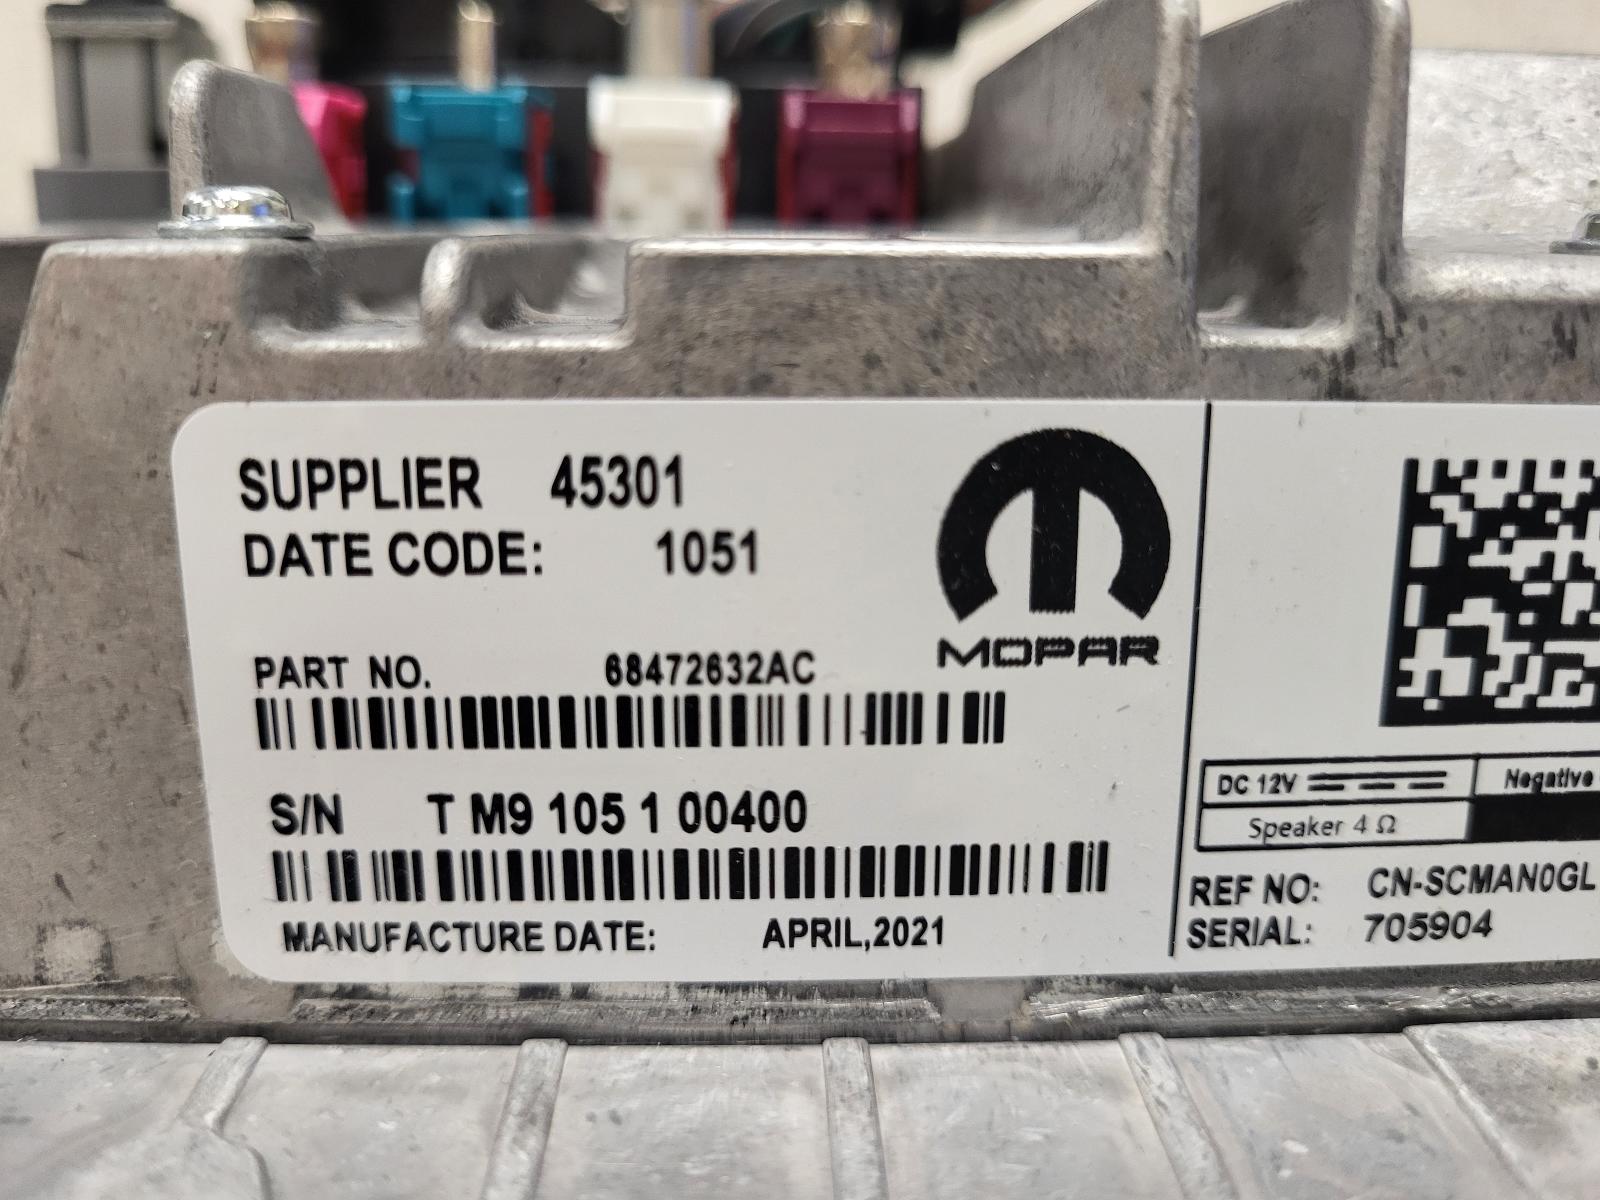 SUPPLIER 45301
DATE CODE: 1051
MOPAR
PART NO. 68472632AC
S/N T M9 105 1 00400
MANUFACTURE DATE: APRIL,2021
DC 12V
Negative
Speaker 4 Ω
REF NO: CN-SCMAN0GL
SERIAL: 705904